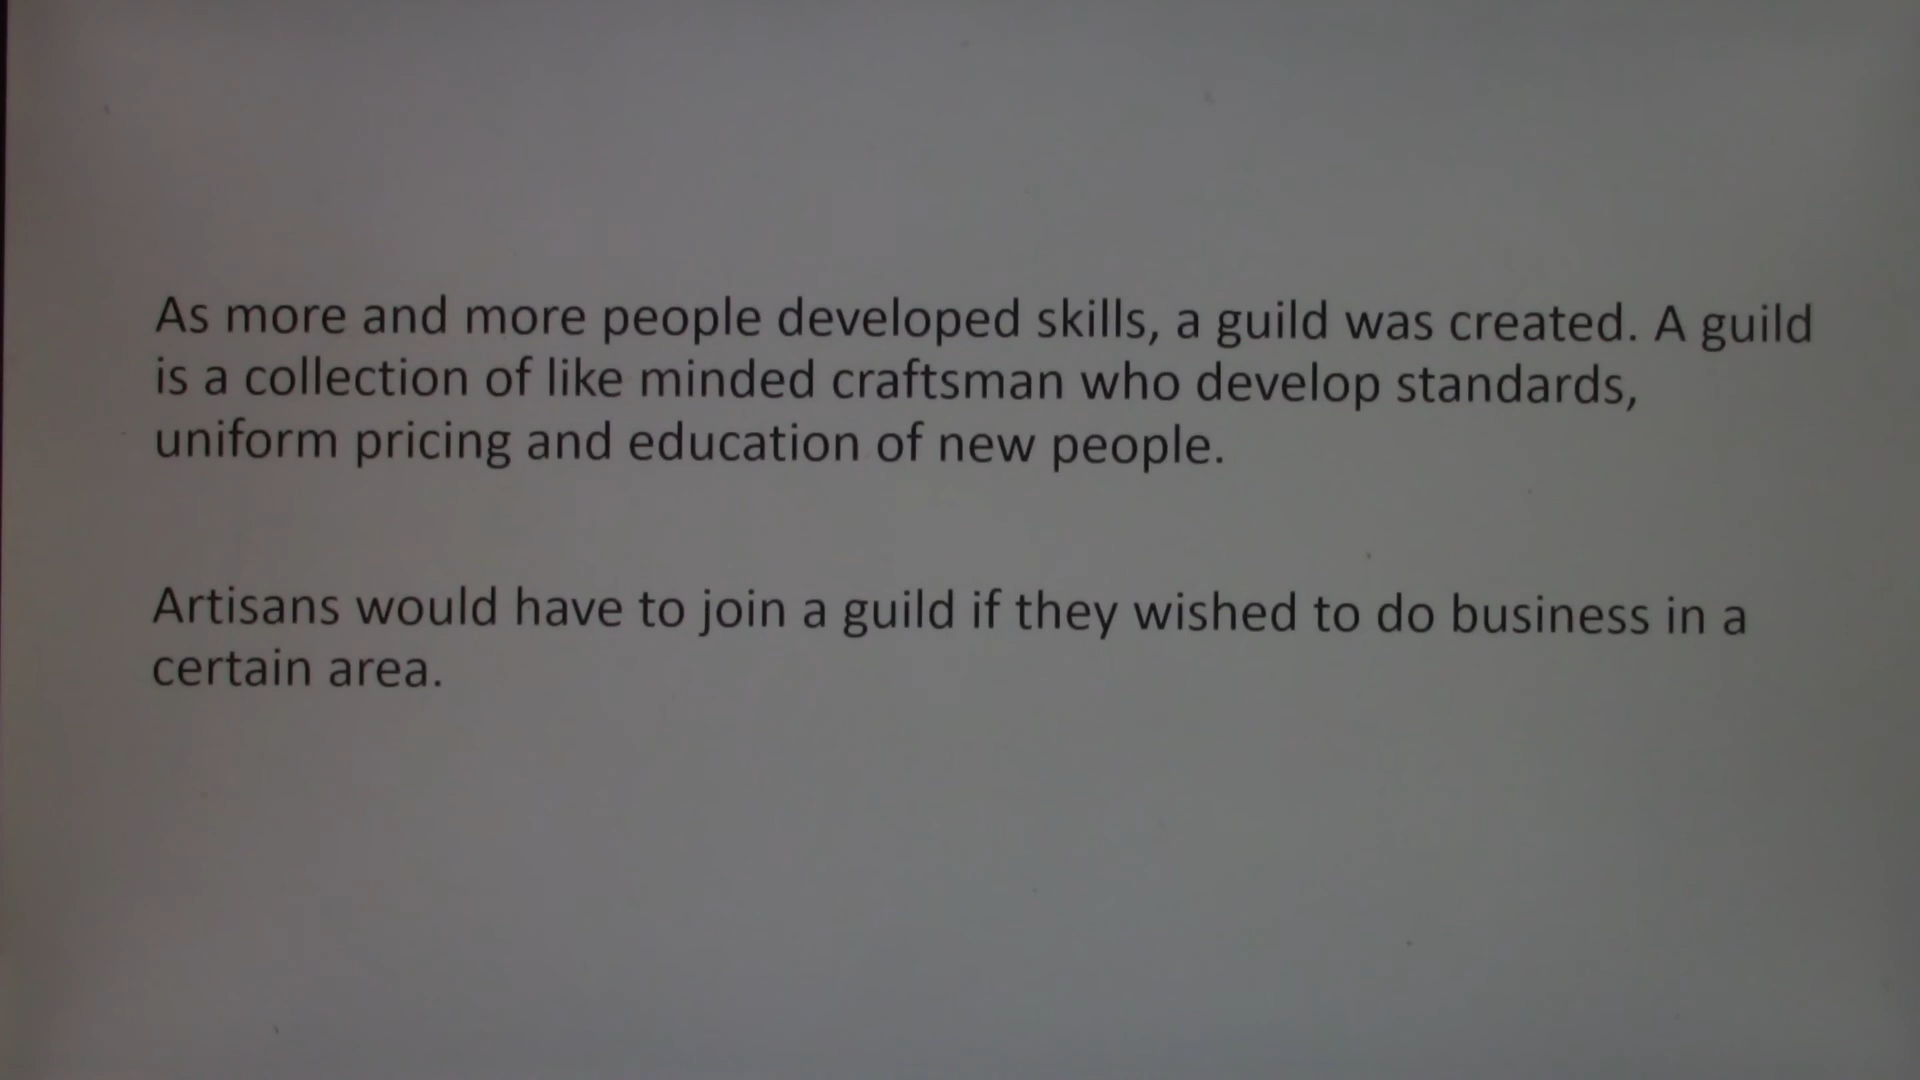 As more and more people developed skills, a guild was created. A guild
is a collection of like minded craftsman who develop standards,
uniform pricing and education of new people.
Artisans would have to join a guild if they wished to do business in a
certain area.